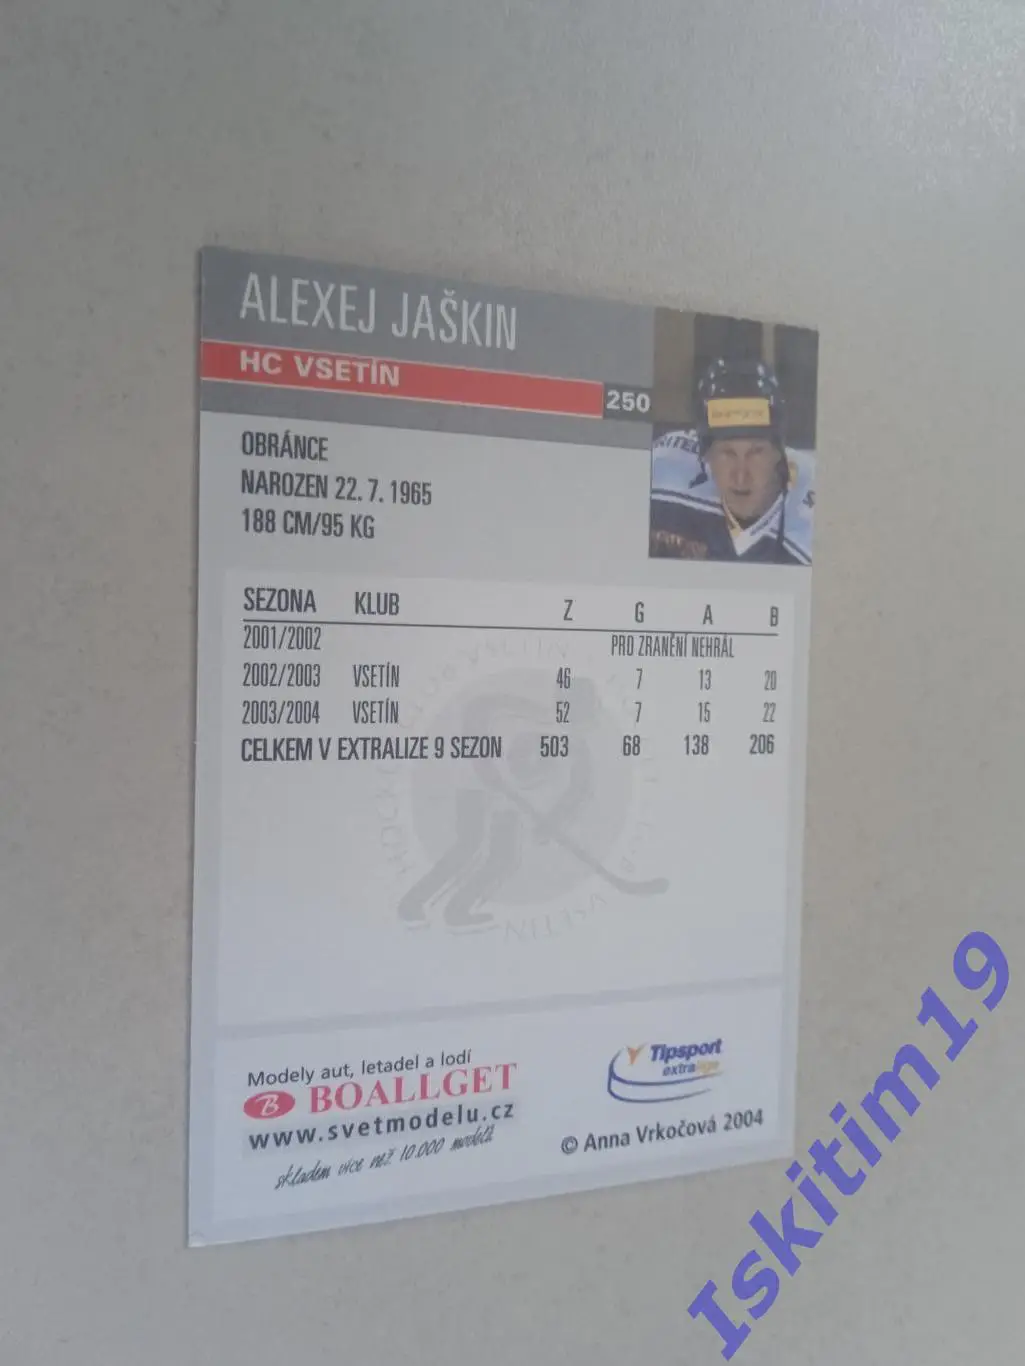 ALEXEJ JAŠKIN
HC VSETÍN
250
OBRÁNCE
NAROZEN 22. 7. 1965
188 CM/95 KG
SEZONA KLUB Z G A B
2001/2002 PRO ZRANĚNÍ NEHRÁL
2002/2003 VSETÍN 46 7 13 20
2003/2004 VSETÍN 52 7 15 22
CELKEM V EXTRALIZE 9 SEZON 503 68 138 206
Modely aut, letadel a lodí
B BOALLGET
www.svetmodelu.cz
skladem více než 10.000 modelů
Tipsport
extraliga
© Anna Vrkočová 2004
Iskitim19